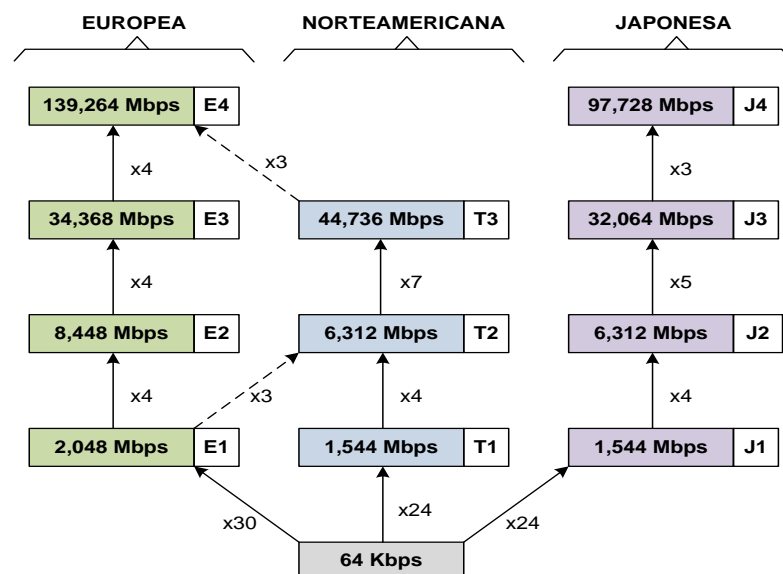 EUROPEA NORTEAMERICANA JAPONESA
139,264 Mbps E4 97,728 Mbps J4
x4 x3 x3
34,368 Mbps E3 44,736 Mbps T3 32,064 Mbps J3
x4 x7 x5
8,448 Mbps E2 6,312 Mbps T2 6,312 Mbps J2
x4 x3 x4 x4
2,048 Mbps E1 1,544 Mbps T1 1,544 Mbps J1
x30 x24 x24
64 Kbps